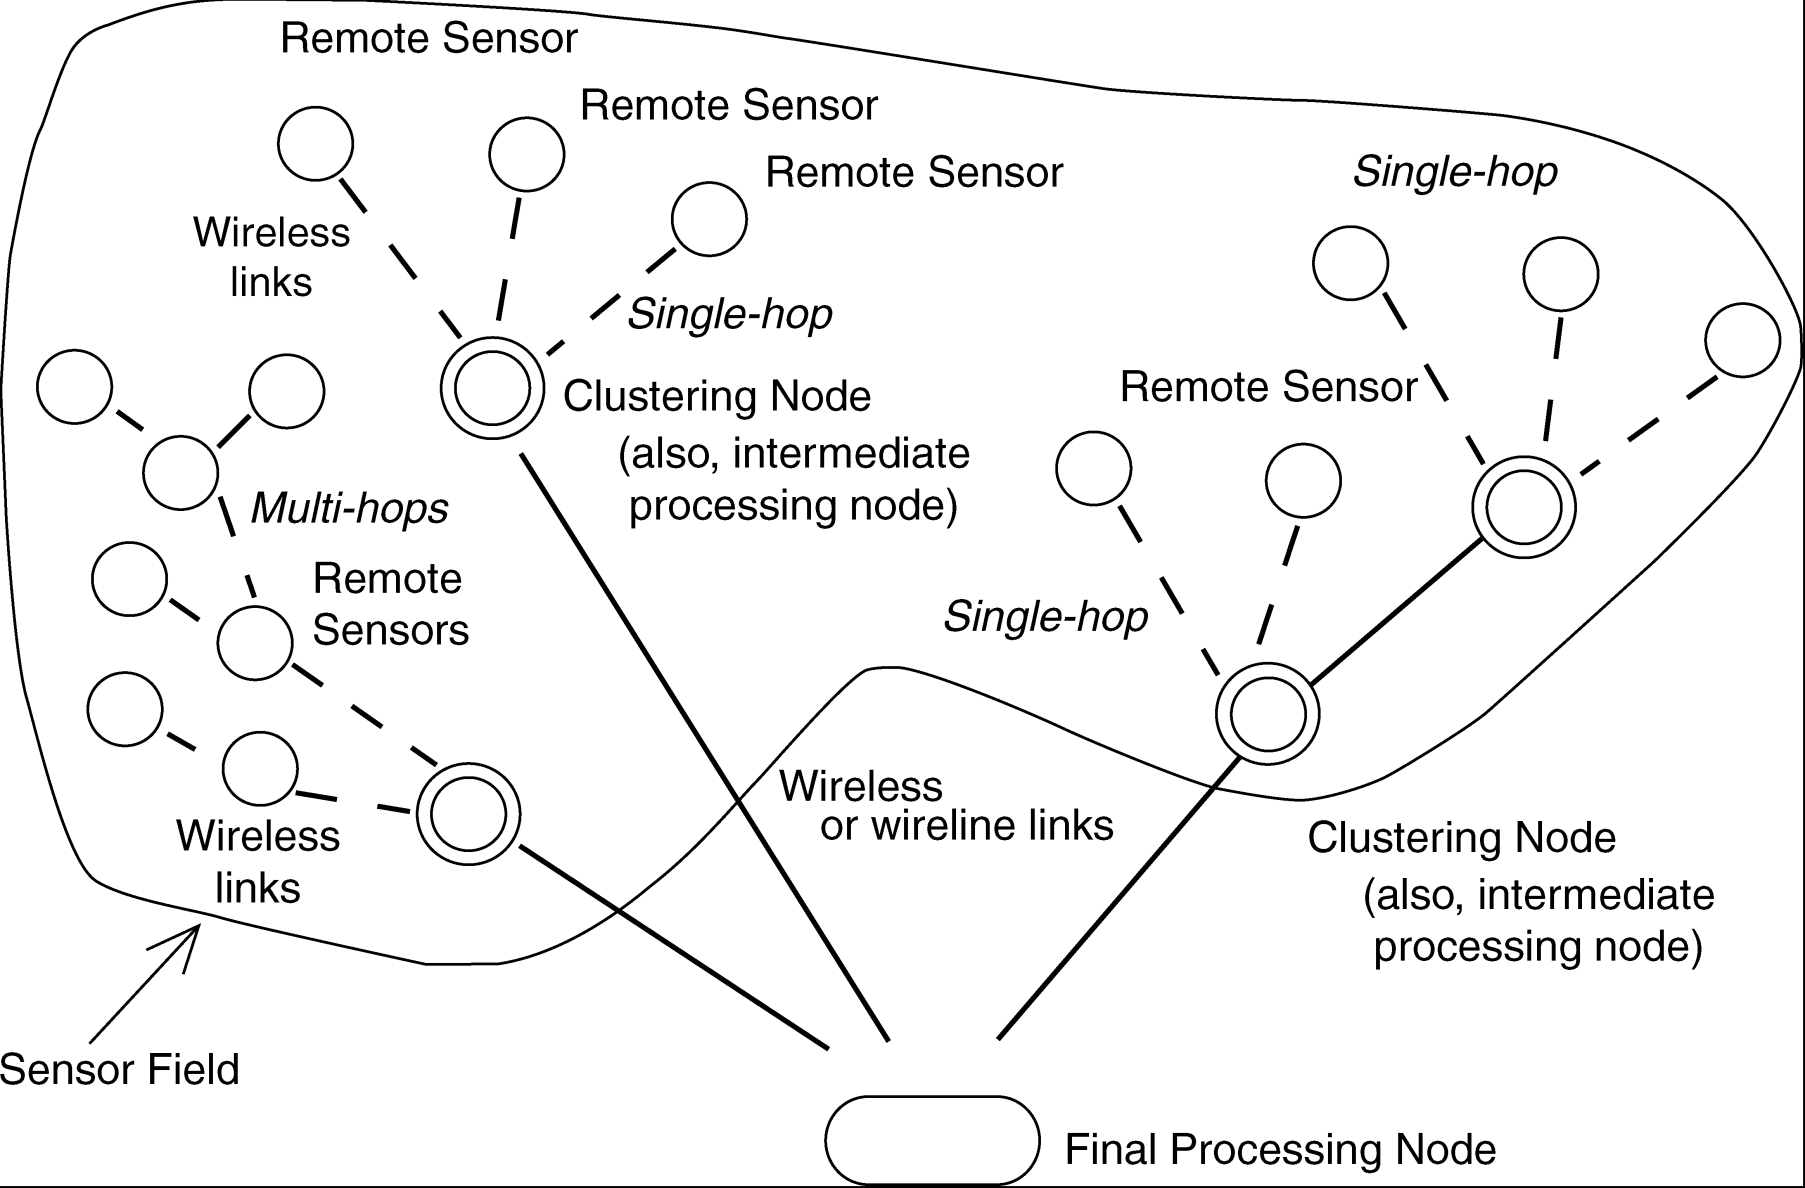 Remote Sensor
Remote Sensor
Remote Sensor
Single-hop
Wireless
links
Single-hop
Clustering Node
(also, intermediate
processing node)
Remote Sensor
Multi-hops
Remote
Sensors
Single-hop
Wireless
or wireline links
Wireless
links
Clustering Node
(also, intermediate
processing node)
Sensor Field
Final Processing Node